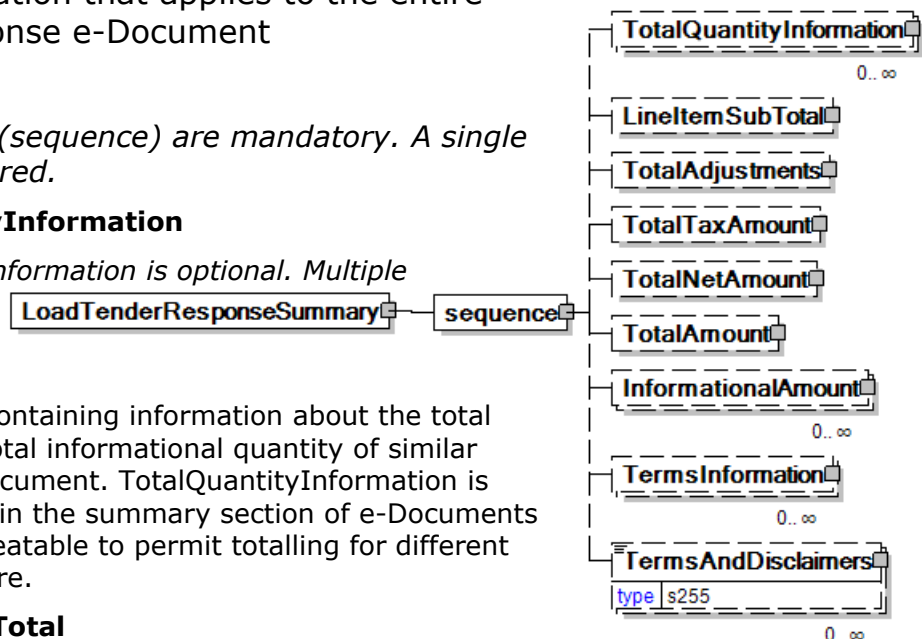 ation that applies to the entire
onse e-Document
(sequence) are mandatory. A single
red.
yInformation
nformation is optional. Multiple
LoadTenderResponseSummary
sequence
ontaining information about the total
otal informational quantity of similar
cument. TotalQuantityInformation is
in the summary section of e-Documents
eatable to permit totalling for different
re.
Total
TotalQuantityInformation
0.. ∞
LineItemSubTotal
TotalAdjustments
TotalTaxAmount
TotalNetAmount
TotalAmount
InformationalAmount
0.. ∞
TermsInformation
0.. ∞
TermsAndDisclaimers
type s255
0.. ∞